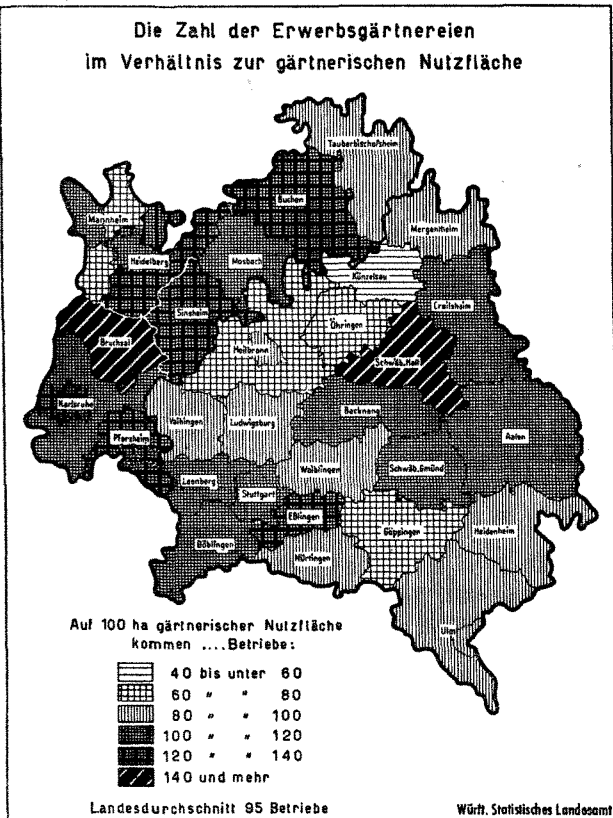 Die Zahl der Erwerbsgärtnereien
im Verhältnis zur gärtnerischen Nutzfläche
Tauberbischofsheim
Buchen
Mannheim
Mergentheim
Heidelberg
Mosbach
Künzelsau
Crailsheim
Sinsheim
Öhringen
Bruchsal
Heilbronn
Schwäb. Hall
Karlsruhe
Backnang
Vaihingen
Ludwigsburg
Pforzheim
Aalen
Waiblingen
Schwäb. Gmünd
Leonberg
Stuttgart
Eßlingen
Göppingen
Heidenheim
Böblingen
Nürtingen
Ulm
Auf 100 ha gärtnerischer Nutzfläche
kommen ....Betriebe:
40 bis unter 60
60 " " 80
80 " " 100
100 " " 120
120 " " 140
140 und mehr
Landesdurchschnitt 95 Betriebe
Württ. Statistisches Landesamt